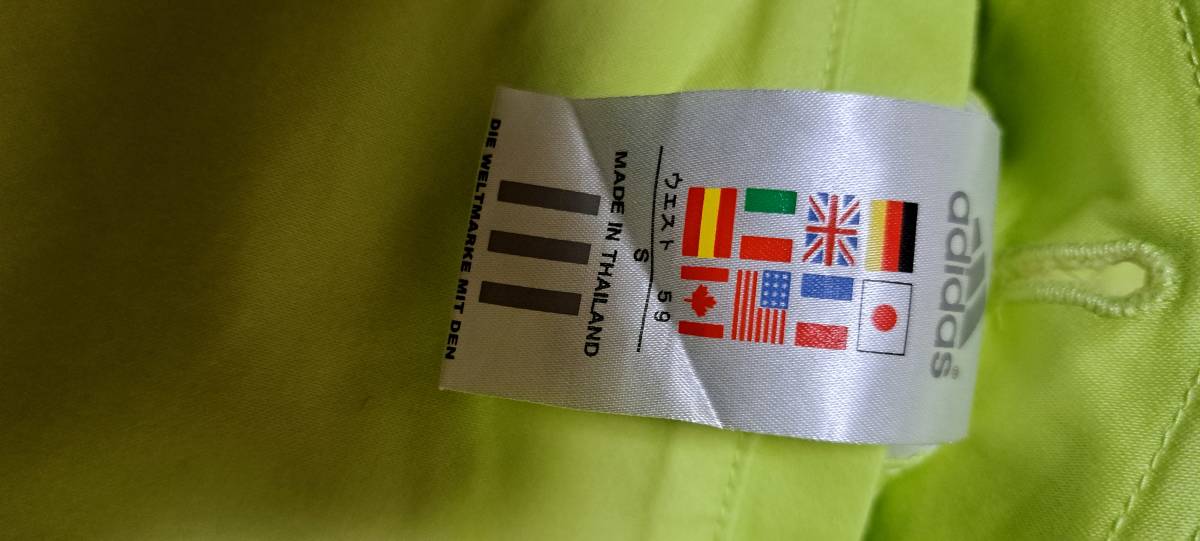 adidas®
ウエスト 59
S
MADE IN THAILAND
DIE WELTMARKE MIT DEN